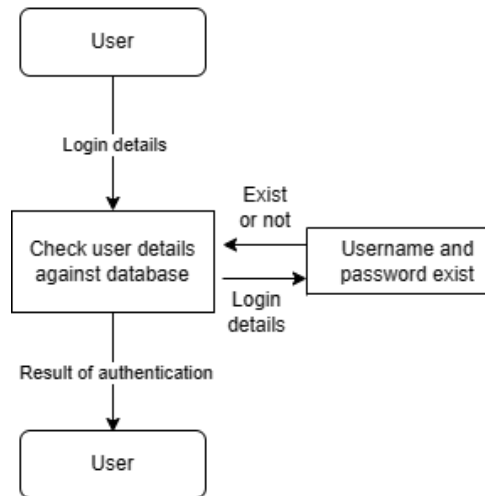 User
Login details
Exist
or not
Check user details
against database
Username and
password exist
Login
details
Result of authentication
User